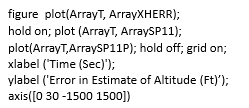 figure  plot(ArrayT, ArrayXHERR);
hold on; plot (ArrayT, ArraySP11);
plot(ArrayT,ArraySP11P); hold off; grid on;
xlabel ('Time (Sec)');
ylabel ('Error in Estimate of Altitude (Ft)’);
axis([0 30 -1500 1500])